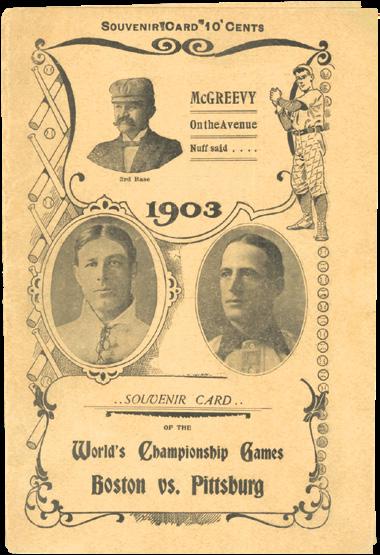 SOUVENIR CARD 10 CENTS
McGREEVY
On the Avenue
Nuff said . . . .
3rd Base
1903
..SOUVENIR CARD..
OF THE
World's Championship Games
Boston vs. Pittsburg